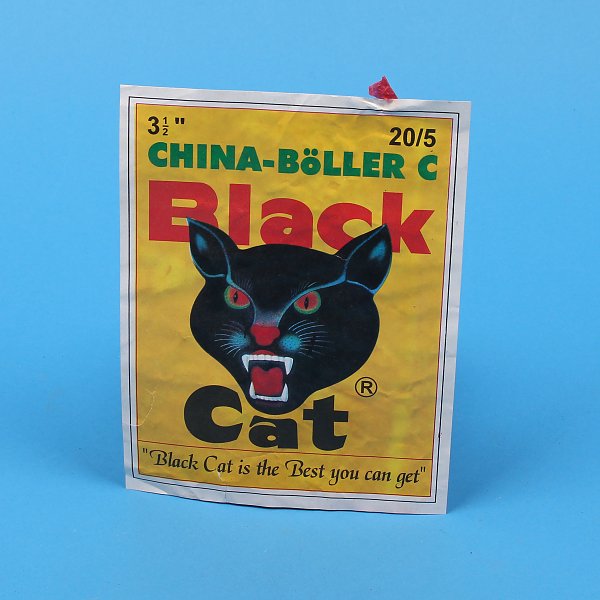 3½"
20/5
CHINA-BöLLER C
Black
Cat ®
"Black Cat is the Best you can get"